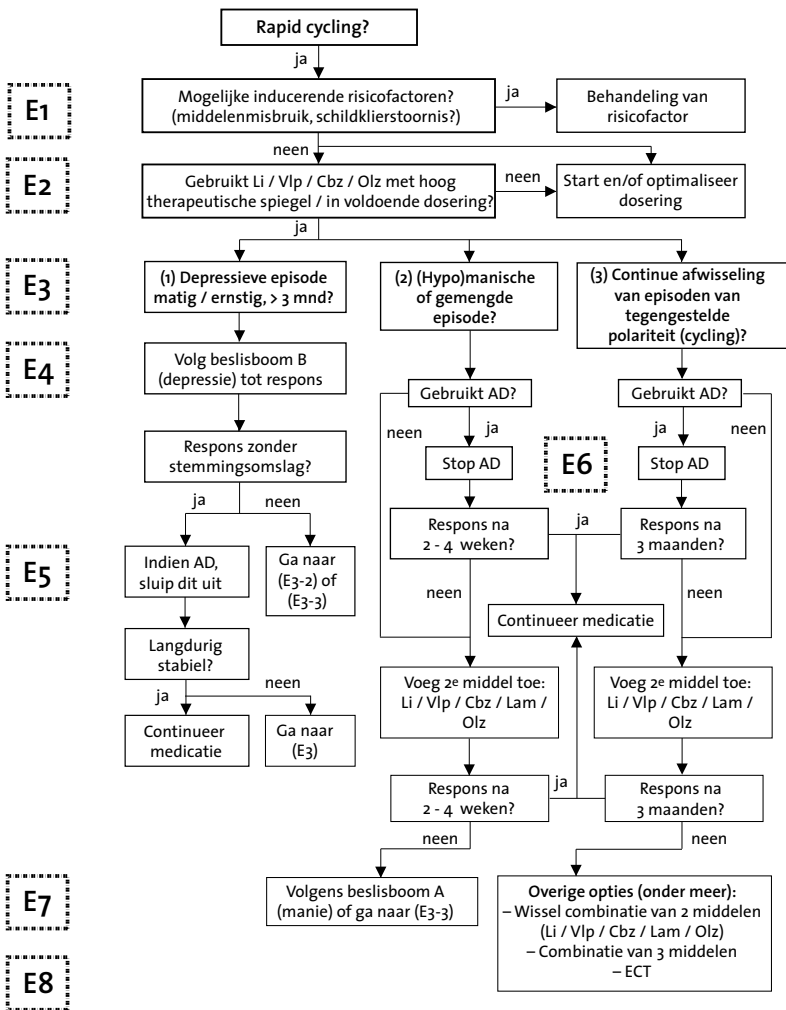 Rapid cycling?
ja
E1
Mogelijke inducerende risicofactoren?
(middelenmisbruik, schildklierstoornis?)
ja
Behandeling van
risicofactor
neen
E2
Gebruikt Li / Vlp / Cbz / Olz met hoog
therapeutische spiegel / in voldoende dosering?
neen
Start en/of optimaliseer
dosering
ja
E3
(1) Depressieve episode
matig / ernstig, > 3 mnd?
(2) (Hypo)manische
of gemengde
episode?
(3) Continue afwisseling
van episoden van
tegengestelde
polariteit (cycling)?
E4
Volg beslisboom B
(depressie) tot respons
Gebruikt AD?
Gebruikt AD?
neen
ja
ja
neen
Respons zonder
stemmingsomslag?
Stop AD
E6
Stop AD
ja
neen
Respons na
2 - 4 weken?
ja
Respons na
3 maanden?
E5
Indien AD,
sluip dit uit
Ga naar
(E3-2) of
(E3-3)
neen
neen
Continueer medicatie
Langdurig
stabiel?
ja
neen
Voeg 2e middel toe:
Li / Vlp / Cbz / Lam /
Olz
Voeg 2e middel toe:
Li / Vlp / Cbz / Lam /
Olz
Continueer
medicatie
Ga naar
(E3)
Respons na
2 - 4 weken?
ja
Respons na
3 maanden?
neen
neen
E7
Volgens beslisboom A
(manie) of ga naar (E3-3)
Overige opties (onder meer):
– Wissel combinatie van 2 middelen
(Li / Vlp / Cbz / Lam / Olz)
– Combinatie van 3 middelen
– ECT
E8